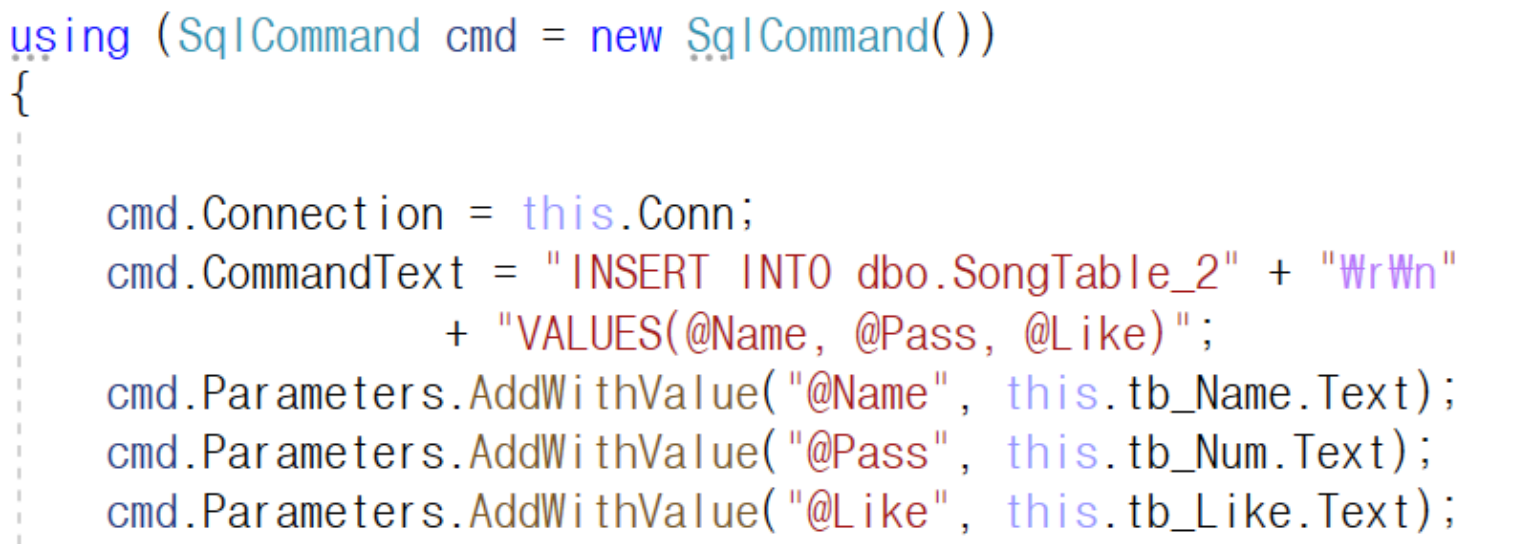 using (SqlCommand cmd = new SqlCommand())
{
cmd.Connection = this.Conn;
cmd.CommandText = "INSERT INTO dbo.SongTable_2" + "₩r₩n"
+ "VALUES(@Name, @Pass, @Like)";
cmd.Parameters.AddWithValue("@Name", this.tb_Name.Text);
cmd.Parameters.AddWithValue("@Pass", this.tb_Num.Text);
cmd.Parameters.AddWithValue("@Like", this.tb_Like.Text);